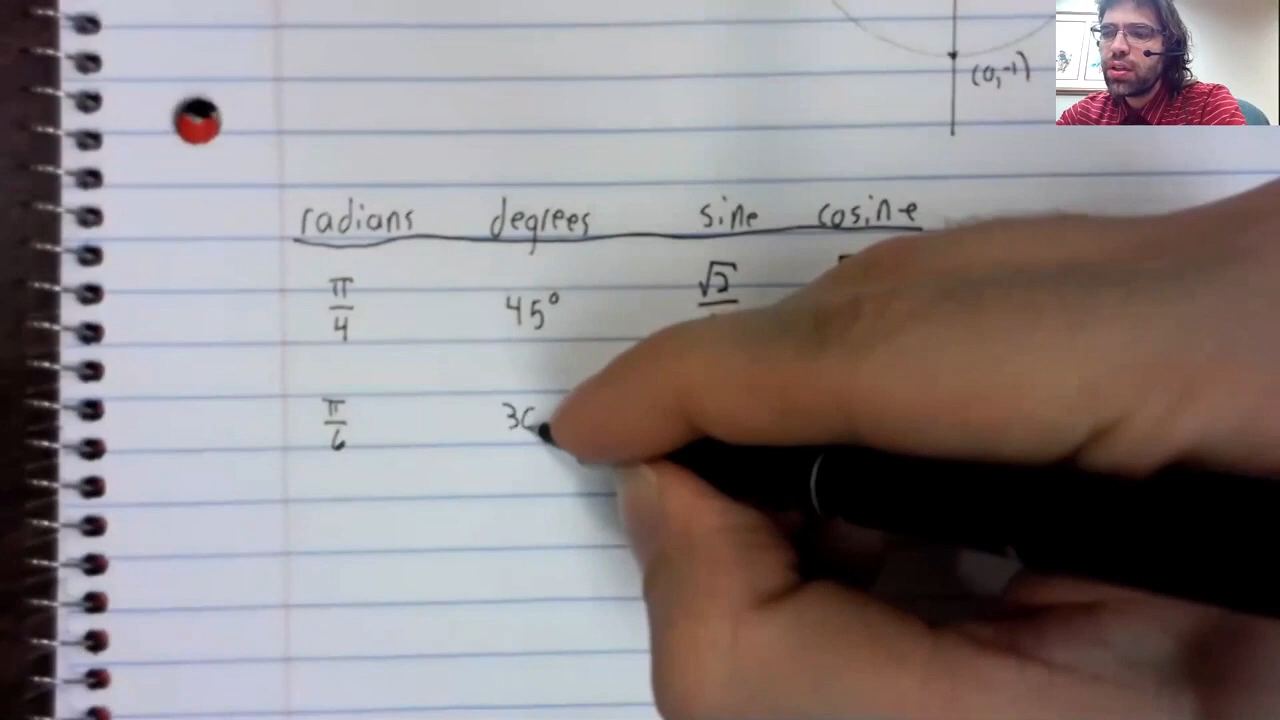 (0,-1)
radians degrees sine cosine
π/4 45° √2
π/6 30